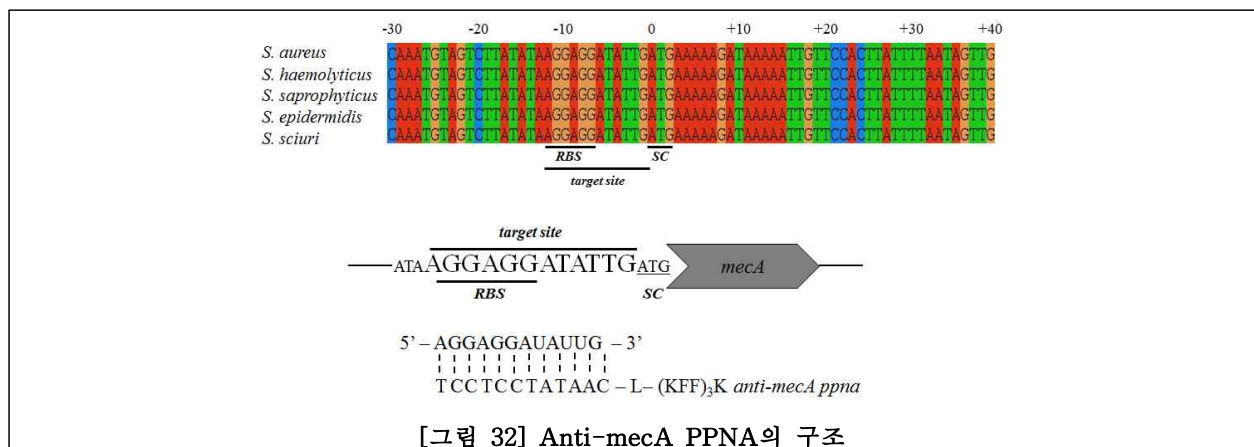 -30 -20 -10 0 +10 +20 +30 +40
S. aureus CAAATGTAGTCTTATATAAGGAGGATATTGATGAAAAAGATAAAAATTGTTCCACTTATTTTAATAGTTG
S. haemolyticus CAAATGTAGTCTTATATAAGGAGGATATTGATGAAAAAGATAAAAATTGTTCCACTTATTTTAATAGTTG
S. saprophyticus CAAATGTAGTCTTATATAAGGAGGATATTGATGAAAAAGATAAAAATTGTTCCACTTATTTTAATAGTTG
S. epidermidis CAAATGTAGTCTTATATAAGGAGGATATTGATGAAAAAGATAAAAATTGTTCCACTTATTTTAATAGTTG
S. sciuri CAAATGTAGTCTTATATAAGGAGGATATTGATGAAAAAGATAAAAATTGTTCCACTTATTTTAATAGTTG
RBS SC
target site
target site
ATAAGGAGGATATTGATG mecA
RBS SC
5’ – AGGAGGAUAUUG – 3’
TCCTCCTATAAC – L– (KFF)3K anti-mecA ppna
[그림 32] Anti-mecA PPNA의 구조